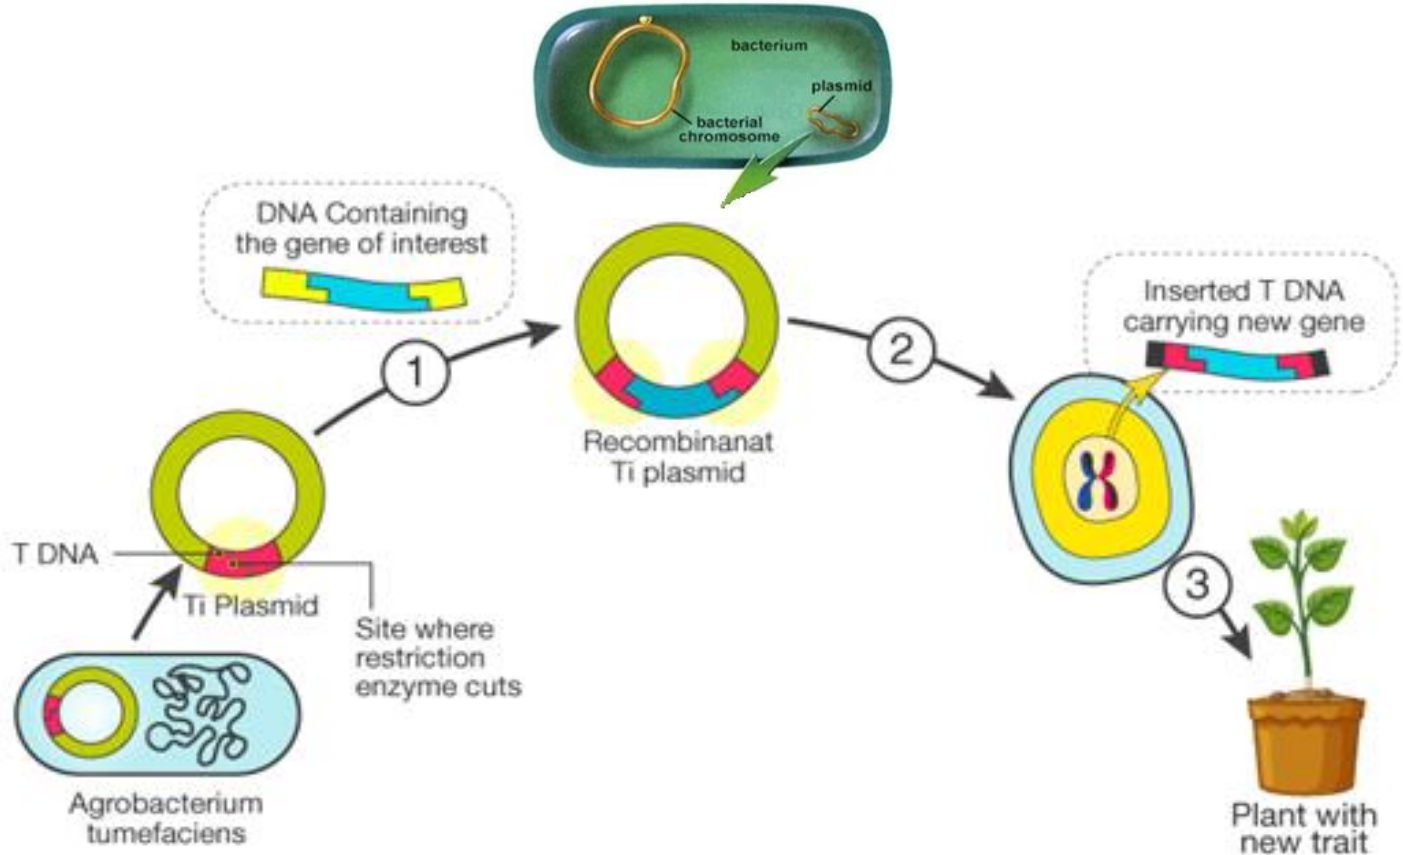 bacterium
plasmid
bacterial
chromosome
DNA Containing
the gene of interest
1
Recombinanat
Ti plasmid
2
Inserted T DNA
carrying new gene
T DNA
Ti Plasmid
Site where
restriction
enzyme cuts
3
Agrobacterium
tumefaciens
Plant with
new trait